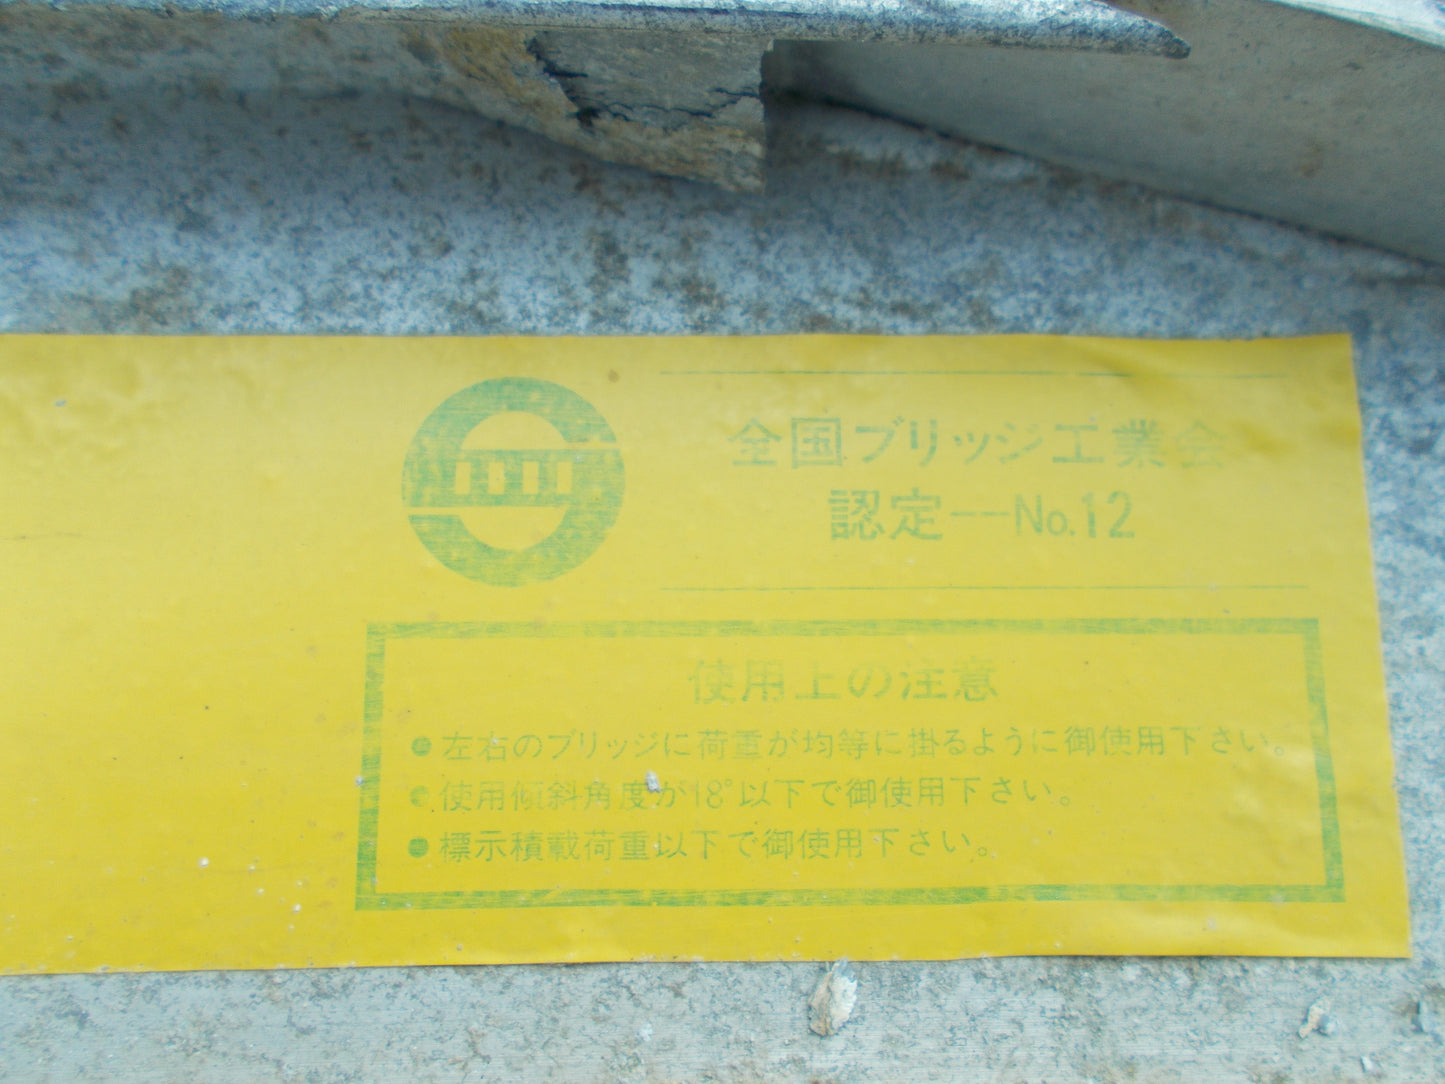 全国ブリッジ工業会
認定--No.12
使用上の注意
●左右のブリッジに荷重が均等に掛るように御使用下さい。
●使用傾斜角度が18°以下で御使用下さい。
●標示積載荷重以下で御使用下さい。